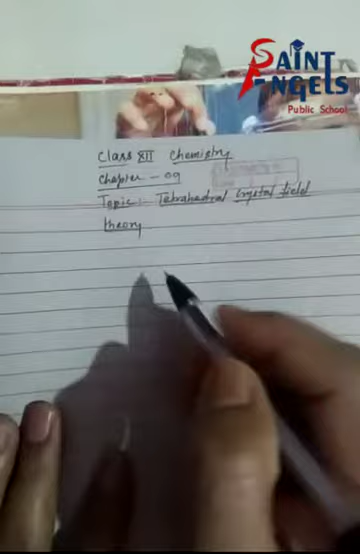 SAINT
ANGELS
Public School
Class XII Chemistry
Chapter - 09
Topic :- Tetrahedral Crystal field
theory